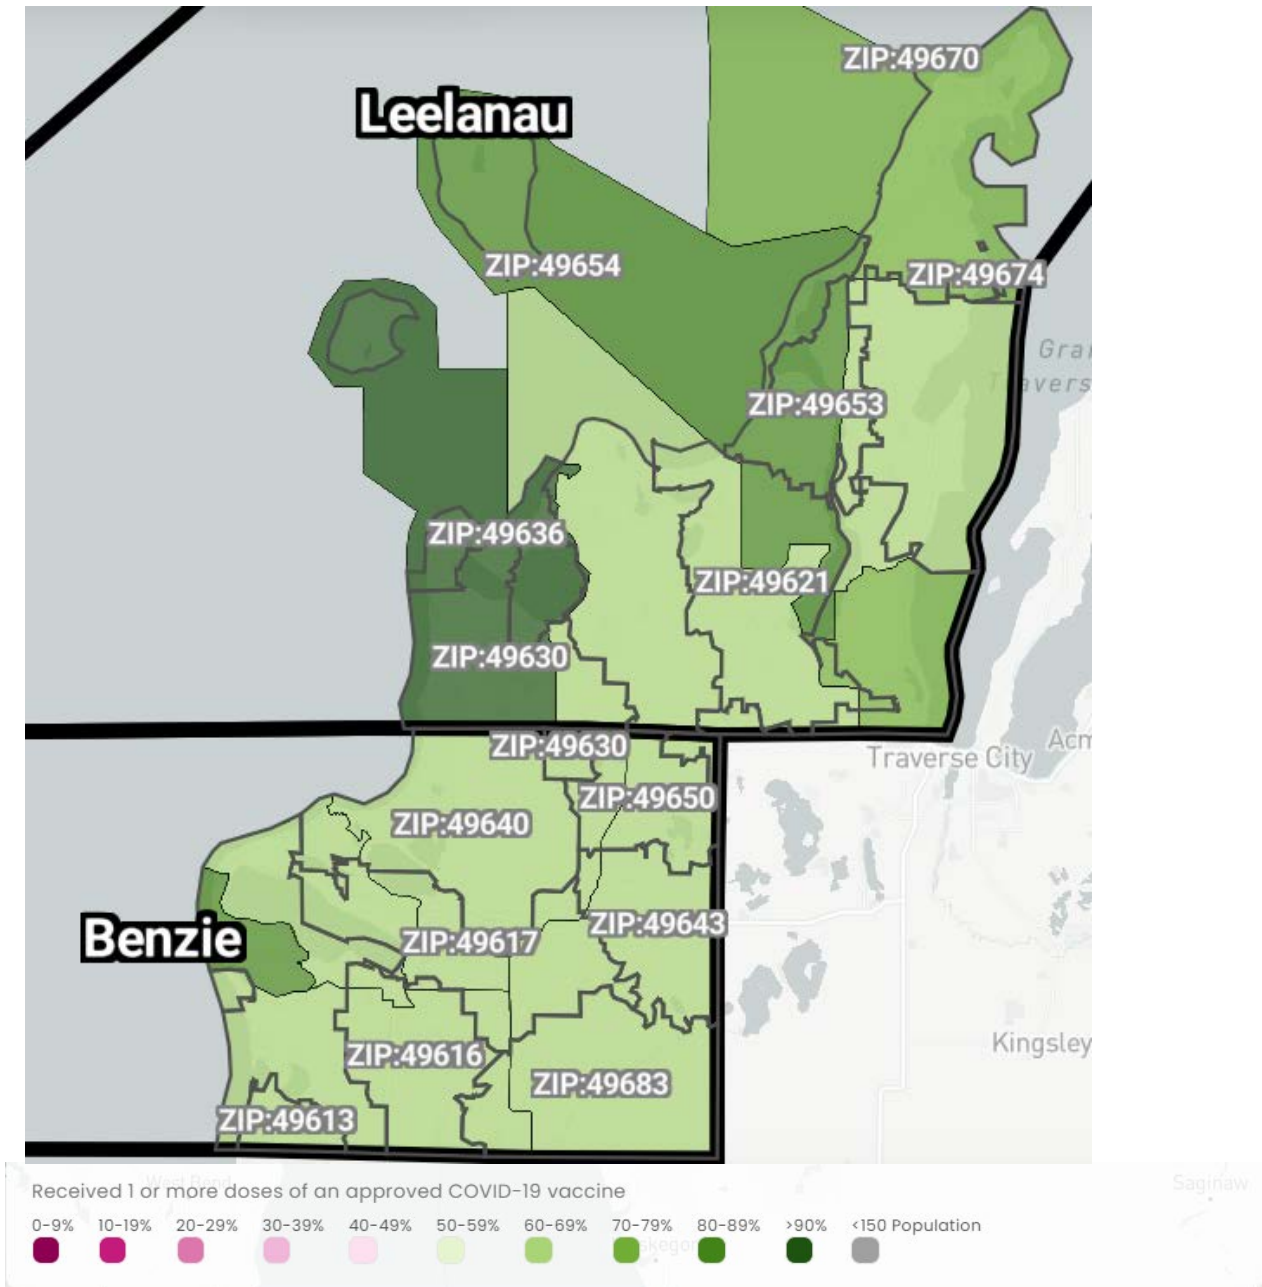 ZIP:49670
Leelanau
ZIP:49654
ZIP:49674
ZIP:49653
ZIP:49636
ZIP:49621
ZIP:49630
ZIP:49630
Traverse City
ZIP:49650
ZIP:49640
Benzie
ZIP:49643
ZIP:49617
Kingsley
ZIP:49616
ZIP:49683
ZIP:49613
Saginaw
Received 1 or more doses of an approved COVID-19 vaccine
0-9% 10-19% 20-29% 30-39% 40-49% 50-59% 60-69% 70-79% 80-89% >90% <150 Population